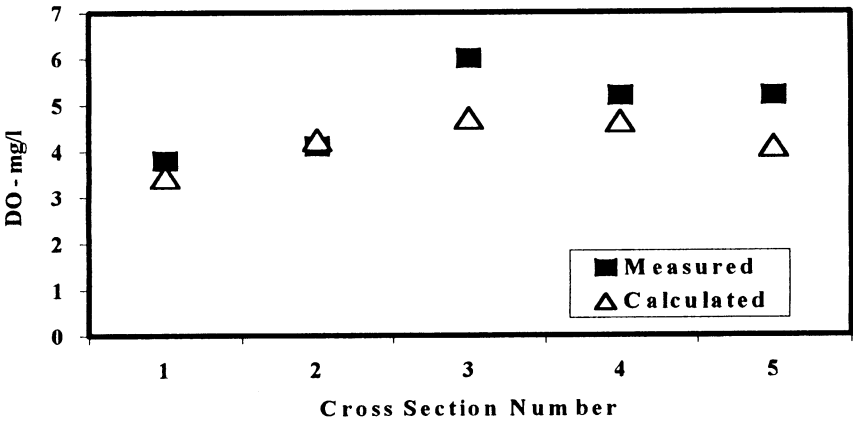 7
6
5
4
3
2
1
0
DO - mg/l
Measured
Calculated
1 2 3 4 5
Cross Section Number